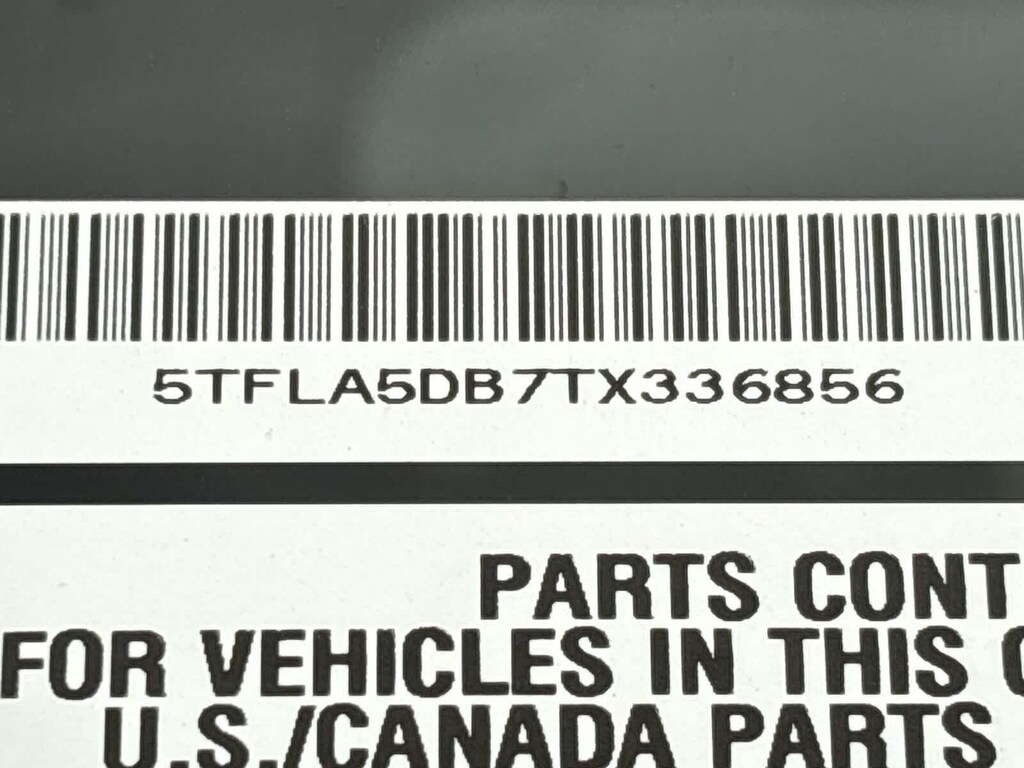 5TFLA5DB7TX336856
PARTS CONT
FOR VEHICLES IN THIS C
U.S./CANADA PARTS